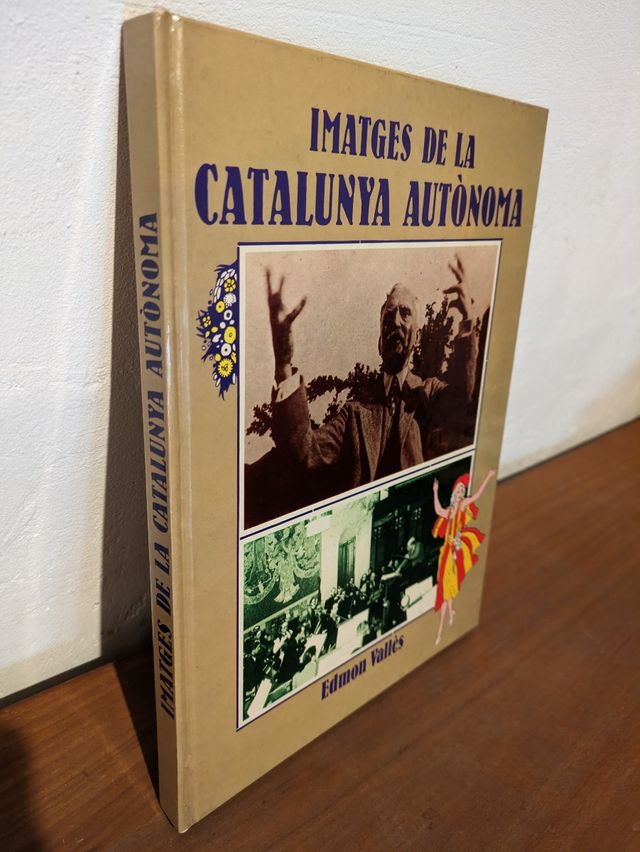 IMATGES DE LA
CATALUNYA AUTÒNOMA
Edmon Vallès
IMATGES DE LA CATALUNYA AUTÒNOMA